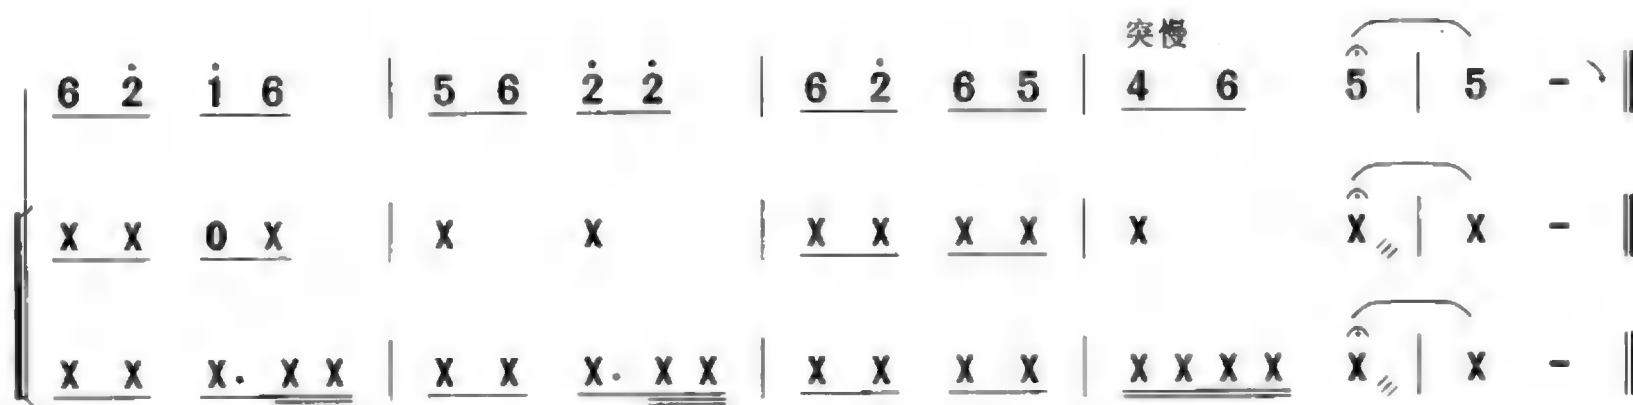 突慢
6 2̇ 1̇ 6 | 5 6 2̇ 2̇ | 6 2̇ 6 5 | 4 6 5 | 5 -
X X 0 X | X X | X X X X | X X | X -
X X X. X X | X X X. X X | X X X X | X X X X X | X -